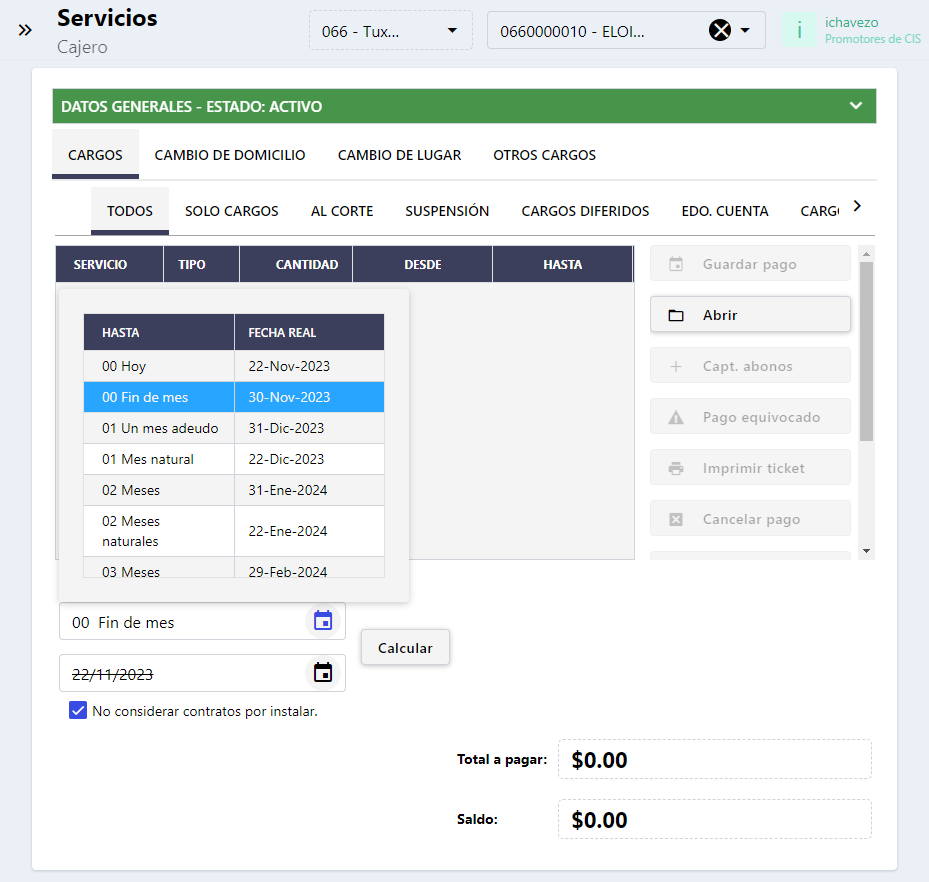 Servicios
Cajero
066 - Tux...
0660000010 - ELOI...
i
ichavezo
Promotores de CIS
DATOS GENERALES - ESTADO: ACTIVO
CARGOS CAMBIO DE DOMICILIO CAMBIO DE LUGAR OTROS CARGOS
TODOS SOLO CARGOS AL CORTE SUSPENSIÓN CARGOS DIFERIDOS EDO. CUENTA CARG
SERVICIO TIPO CANTIDAD DESDE HASTA
Guardar pago
Abrir
Capt. abonos
Pago equivocado
Imprimir ticket
Cancelar pago
HASTA FECHA REAL
00 Hoy 22-Nov-2023
00 Fin de mes 30-Nov-2023
01 Un mes adeudo 31-Dic-2023
01 Mes natural 22-Dic-2023
02 Meses 31-Ene-2024
02 Meses naturales 22-Ene-2024
03 Meses 29-Feb-2024
00 Fin de mes
22/11/2023
Calcular
No considerar contratos por instalar.
Total a pagar: $0.00
Saldo: $0.00